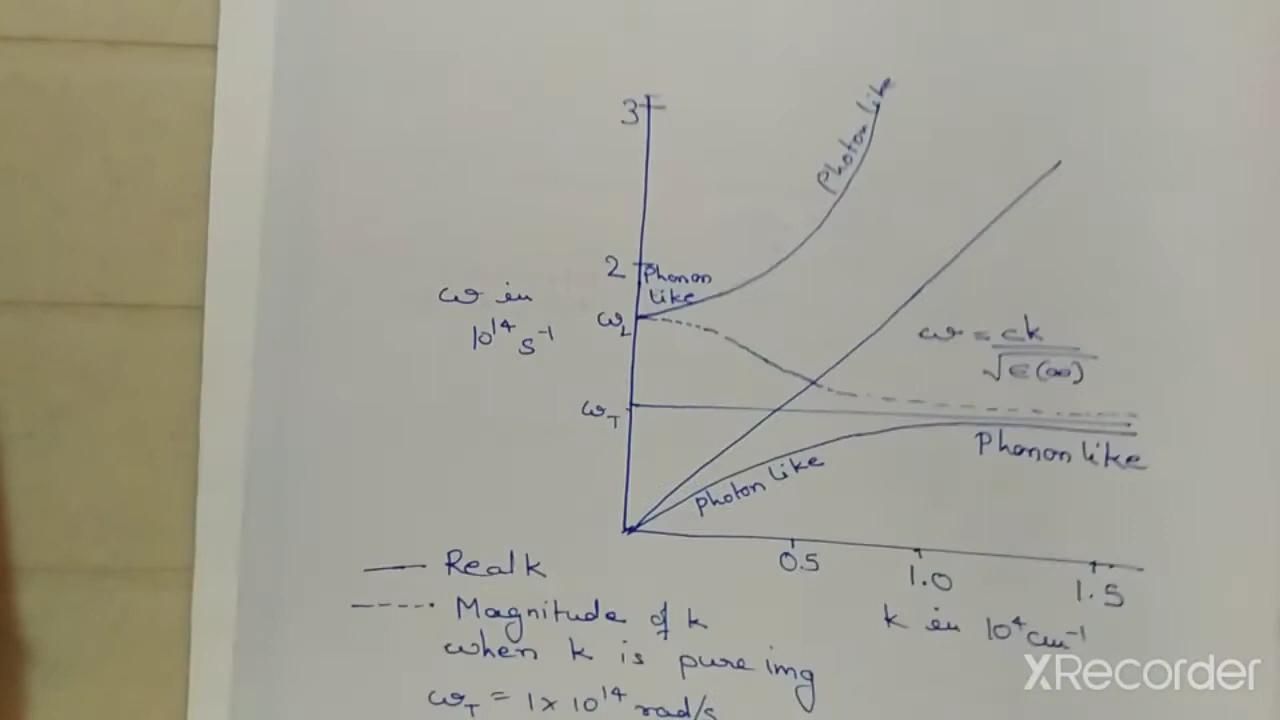 3
Photon like
2
Phonon
like
ω in
10¹⁴ s⁻¹
ω_L
ω = ck / √ϵ(∞)
ω_T
Phonon like
photon like
0.5
1.0
1.5
k in 10⁴ cm⁻¹
Real k
Magnitude of k
when k is pure img
ω_T = 1 x 10¹⁴ rad/s
XRecorder